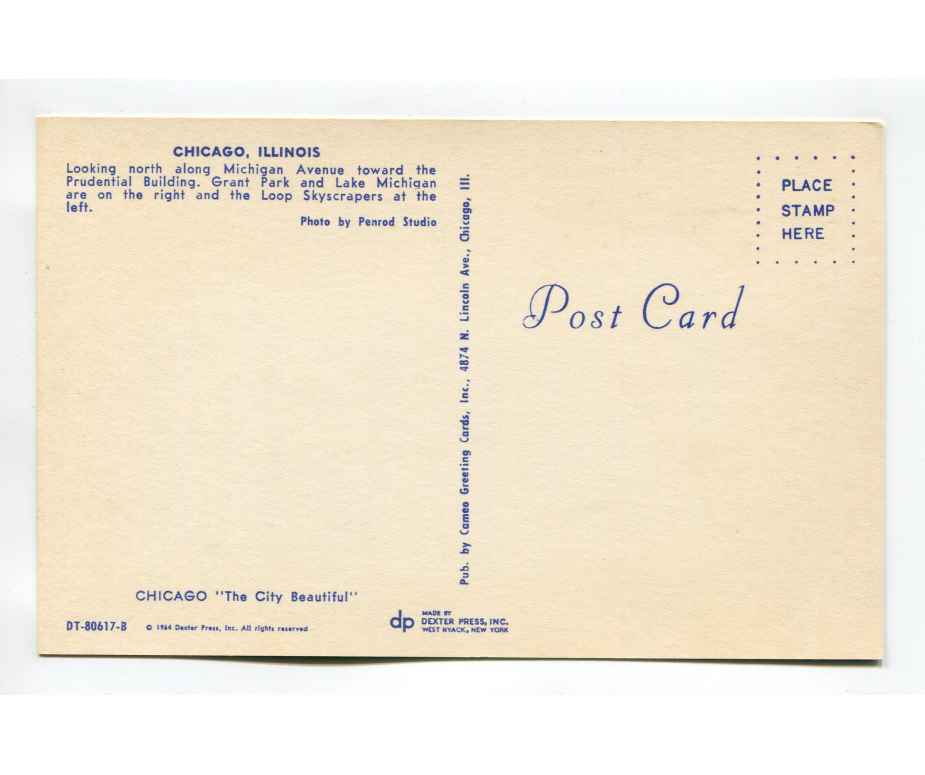 CHICAGO, ILLINOIS
Looking north along Michigan Avenue toward the
Prudential Building. Grant Park and Lake Michigan
are on the right and the Loop Skyscrapers at the
left.
Photo by Penrod Studio
CHICAGO "The City Beautiful"
DT-80617-B © 1964 Dexter Press, Inc. All rights reserved
dp
MADE BY
DEXTER PRESS, INC.
WEST NYACK, NEW YORK
Pub. by Cameo Greeting Cards, Inc., 4874 N. Lincoln Ave., Chicago, Ill.
PLACE
STAMP
HERE
Post Card